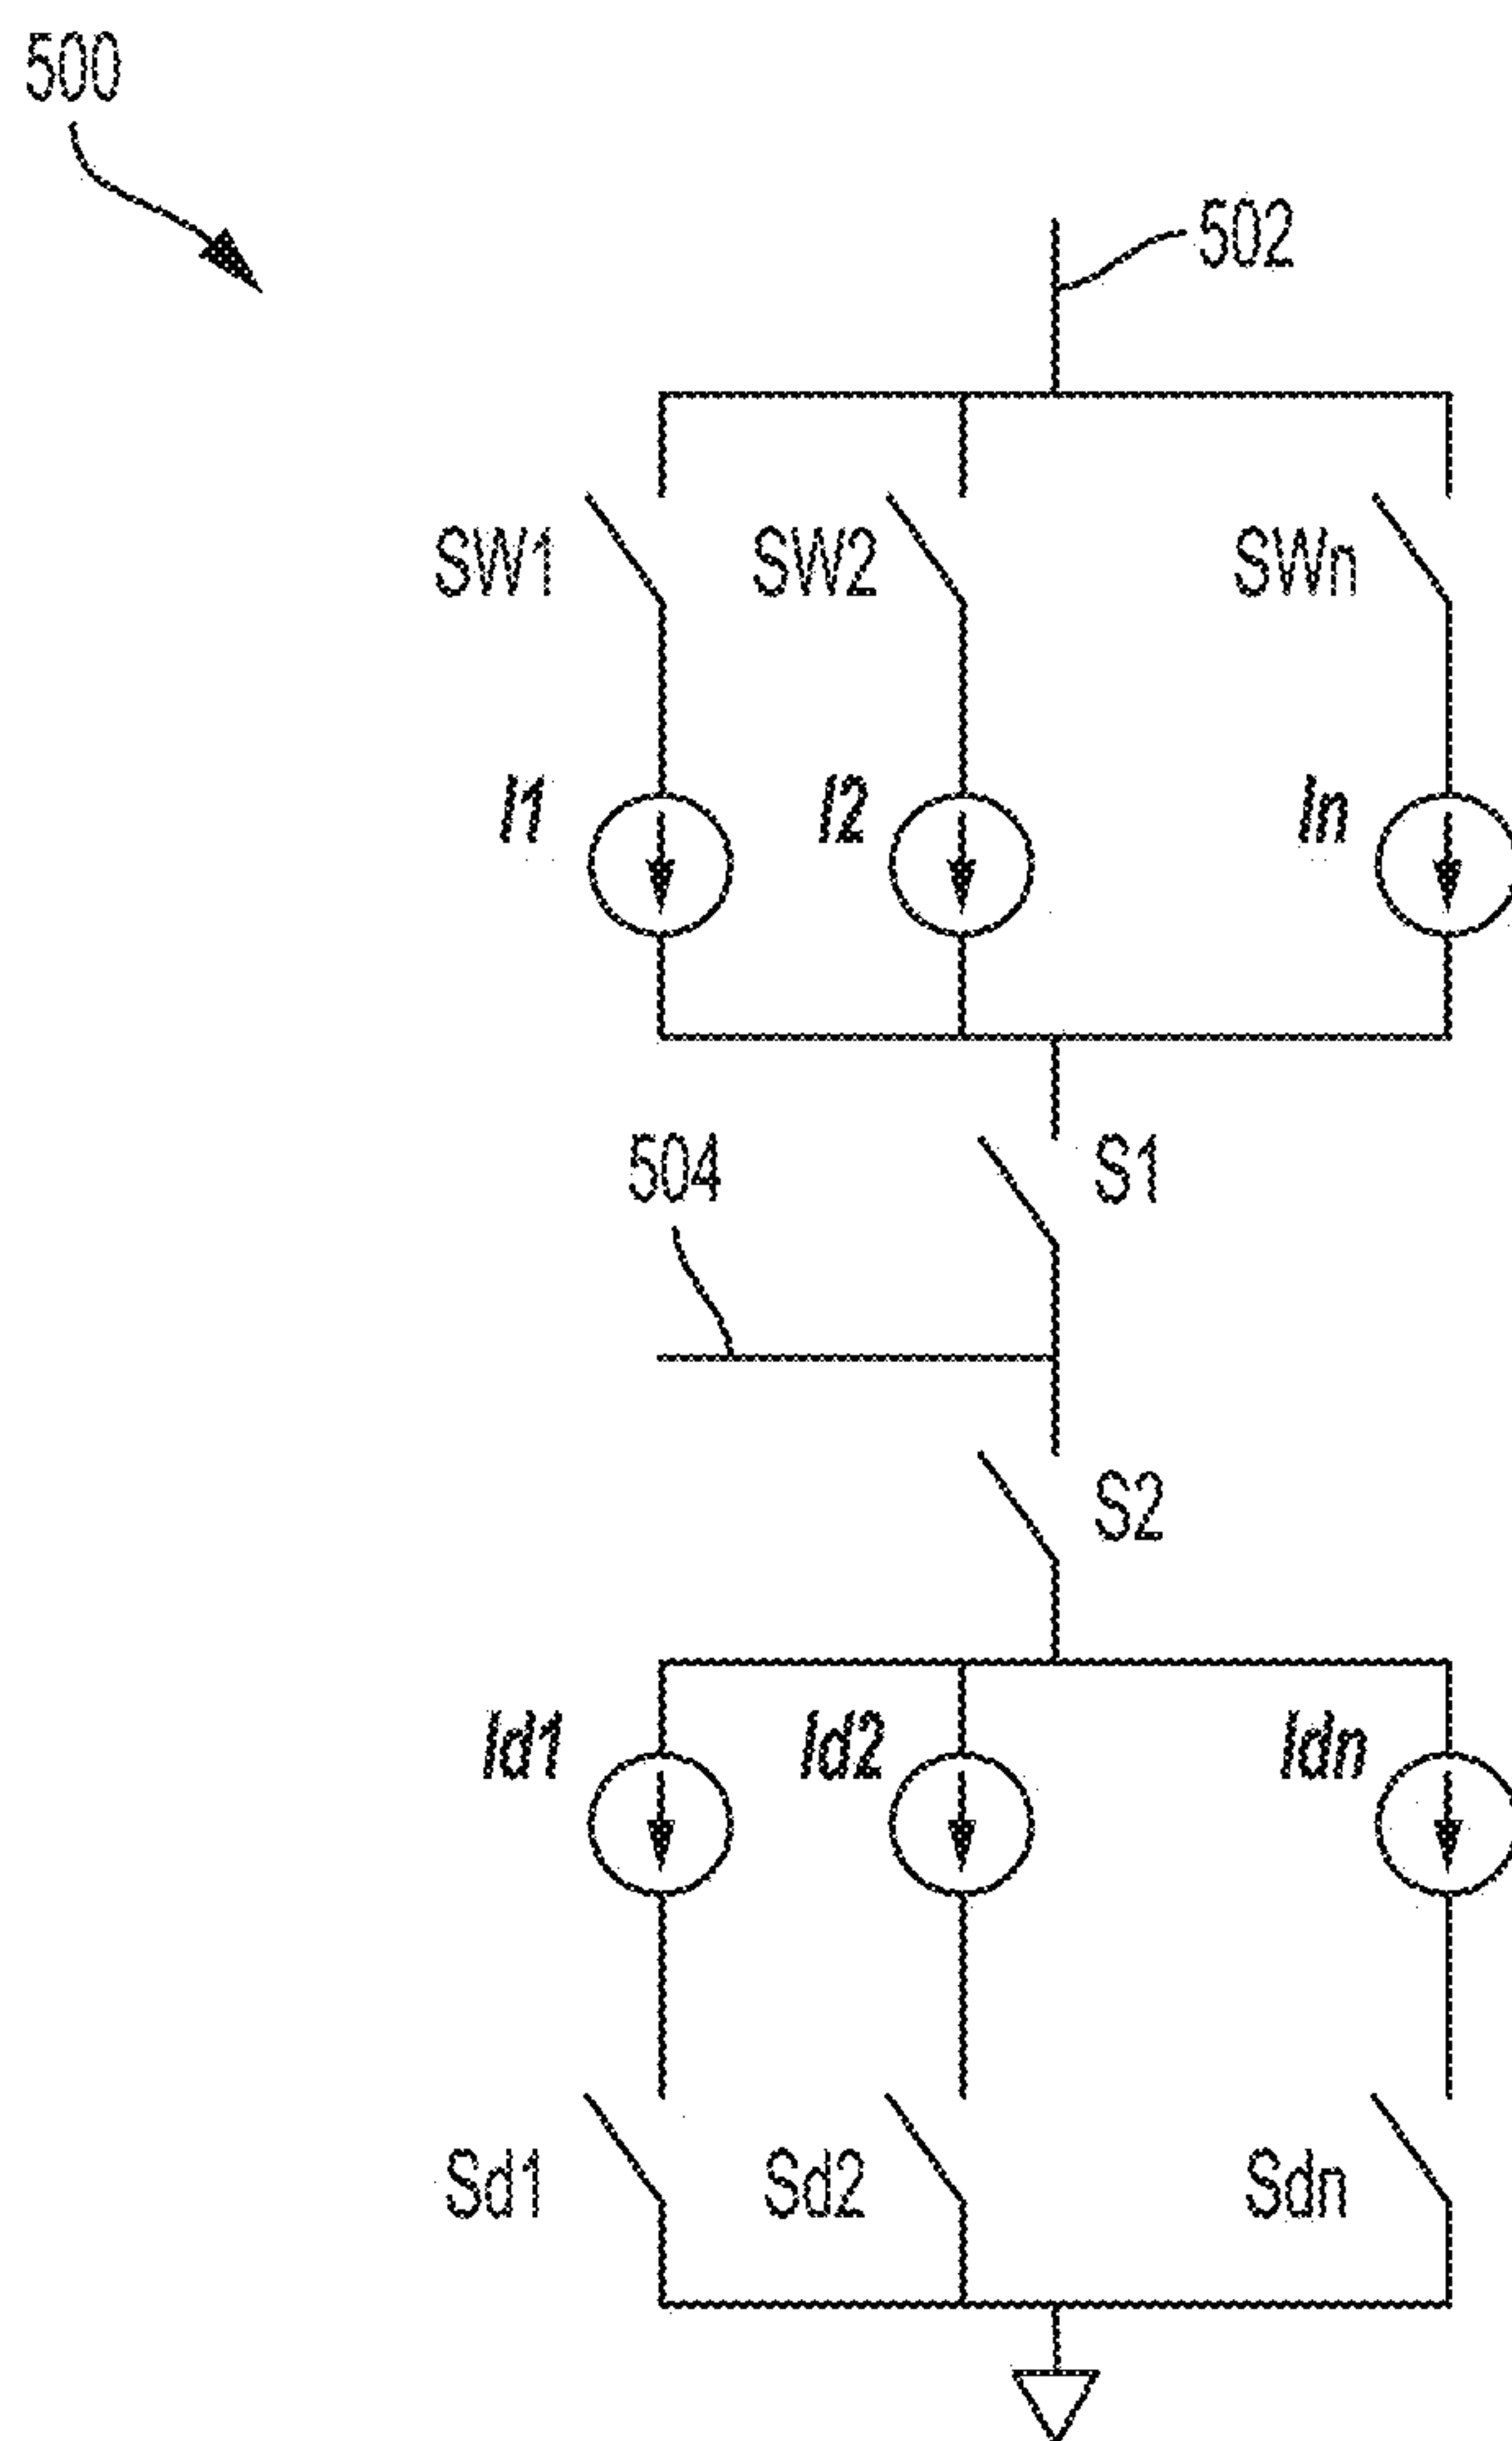 500
502
SW1 SW2 SWn
I1 I2 In
504 S1
S2
Id1 Id2 Idn
Sd1 Sd2 Sdn